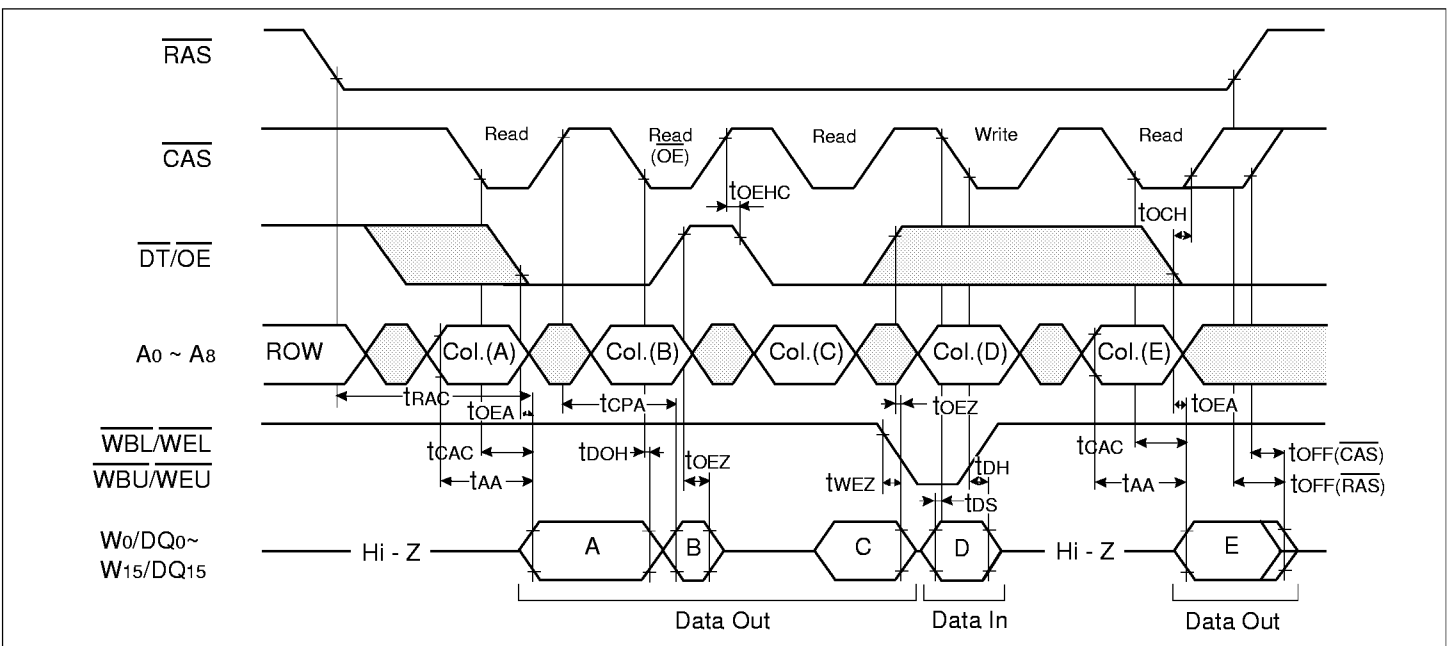 RAS
CAS
Read
Read
(OE)
Read
Write
Read
tOEHC
tOCH
DT/OE
A0 ~ A8
ROW
Col.(A)
Col.(B)
Col.(C)
Col.(D)
Col.(E)
tRAC
tOEA
tCPA
tOEZ
tOEA
WBL/WEL
WBU/WEU
tCAC
tAA
tDOH
tOEZ
tWEZ
tDH
tDS
tCAC
tAA
tOFF(CAS)
tOFF(RAS)
W0/DQ0~
W15/DQ15
Hi - Z
A
B
C
D
Hi - Z
E
Data Out
Data In
Data Out